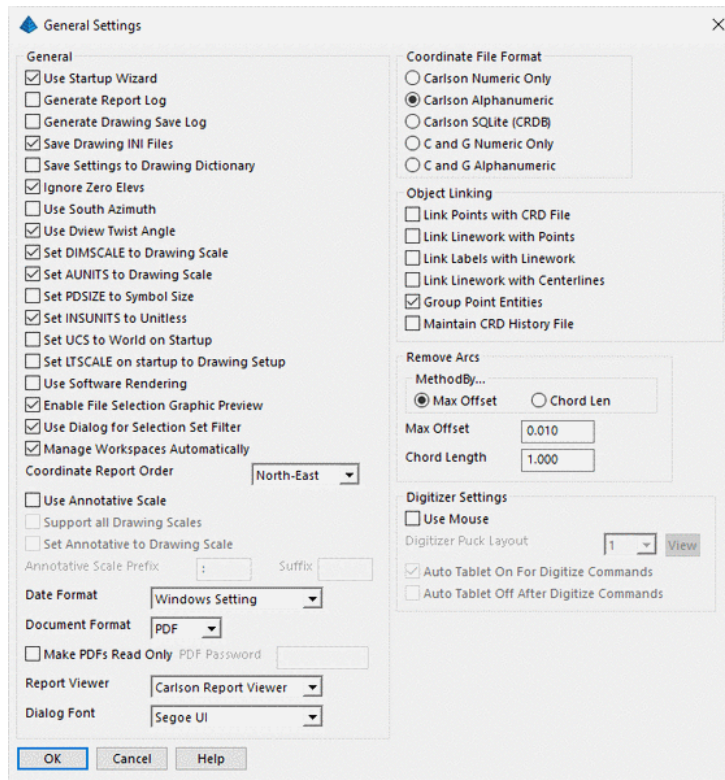 General Settings
General
Use Startup Wizard
Generate Report Log
Generate Drawing Save Log
Save Drawing INI Files
Save Settings to Drawing Dictionary
Ignore Zero Elevs
Use South Azimuth
Use Dview Twist Angle
Set DIMSCALE to Drawing Scale
Set AUNITS to Drawing Scale
Set PDSIZE to Symbol Size
Set INSUNITS to Unitless
Set UCS to World on Startup
Set LTSCALE on startup to Drawing Setup
Use Software Rendering
Enable File Selection Graphic Preview
Use Dialog for Selection Set Filter
Manage Workspaces Automatically
Coordinate Report Order North-East
Use Annotative Scale
Support all Drawing Scales
Set Annotative to Drawing Scale
Annotative Scale Prefix : Suffix
Date Format Windows Setting
Document Format PDF
Make PDFs Read Only PDF Password
Report Viewer Carlson Report Viewer
Dialog Font Segoe UI
OK Cancel Help
Coordinate File Format
Carlson Numeric Only
Carlson Alphanumeric
Carlson SQLite (CRDB)
C and G Numeric Only
C and G Alphanumeric
Object Linking
Link Points with CRD File
Link Linework with Points
Link Labels with Linework
Link Linework with Centerlines
Group Point Entities
Maintain CRD History File
Remove Arcs
MethodBy...
Max Offset Chord Len
Max Offset 0.010
Chord Length 1.000
Digitizer Settings
Use Mouse
Digitizer Puck Layout 1 View
Auto Tablet On For Digitize Commands
Auto Tablet Off After Digitize Commands